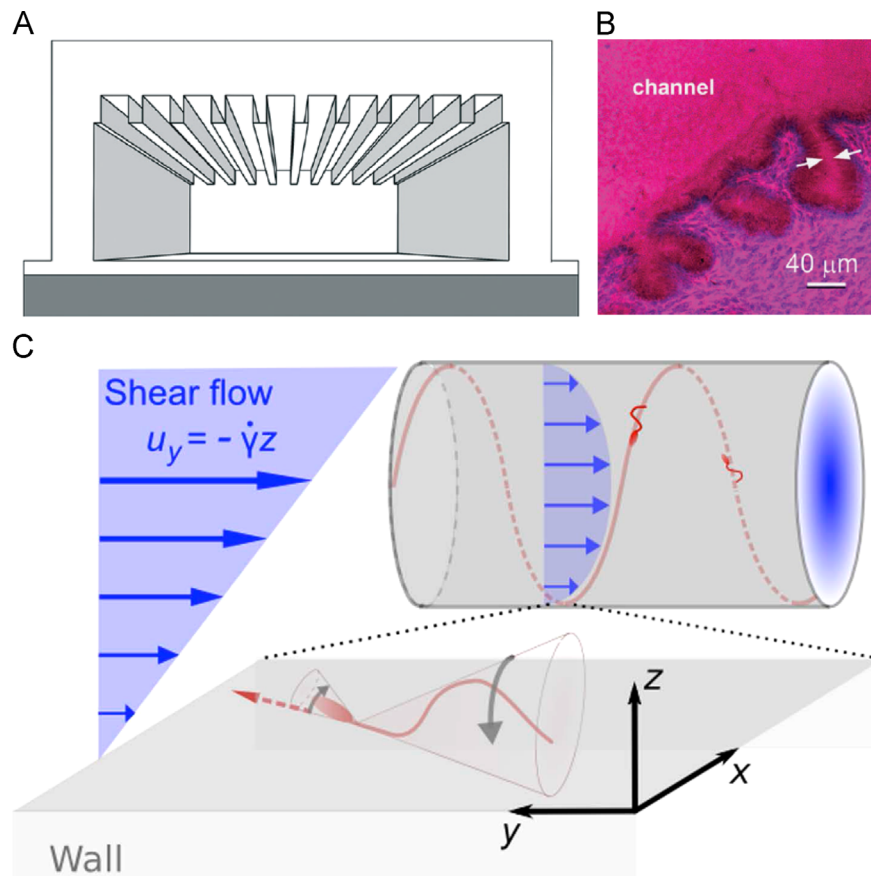 A
B
channel
40 μm
C
Shear flow
u_y = - γ̇z
z
x
y
Wall